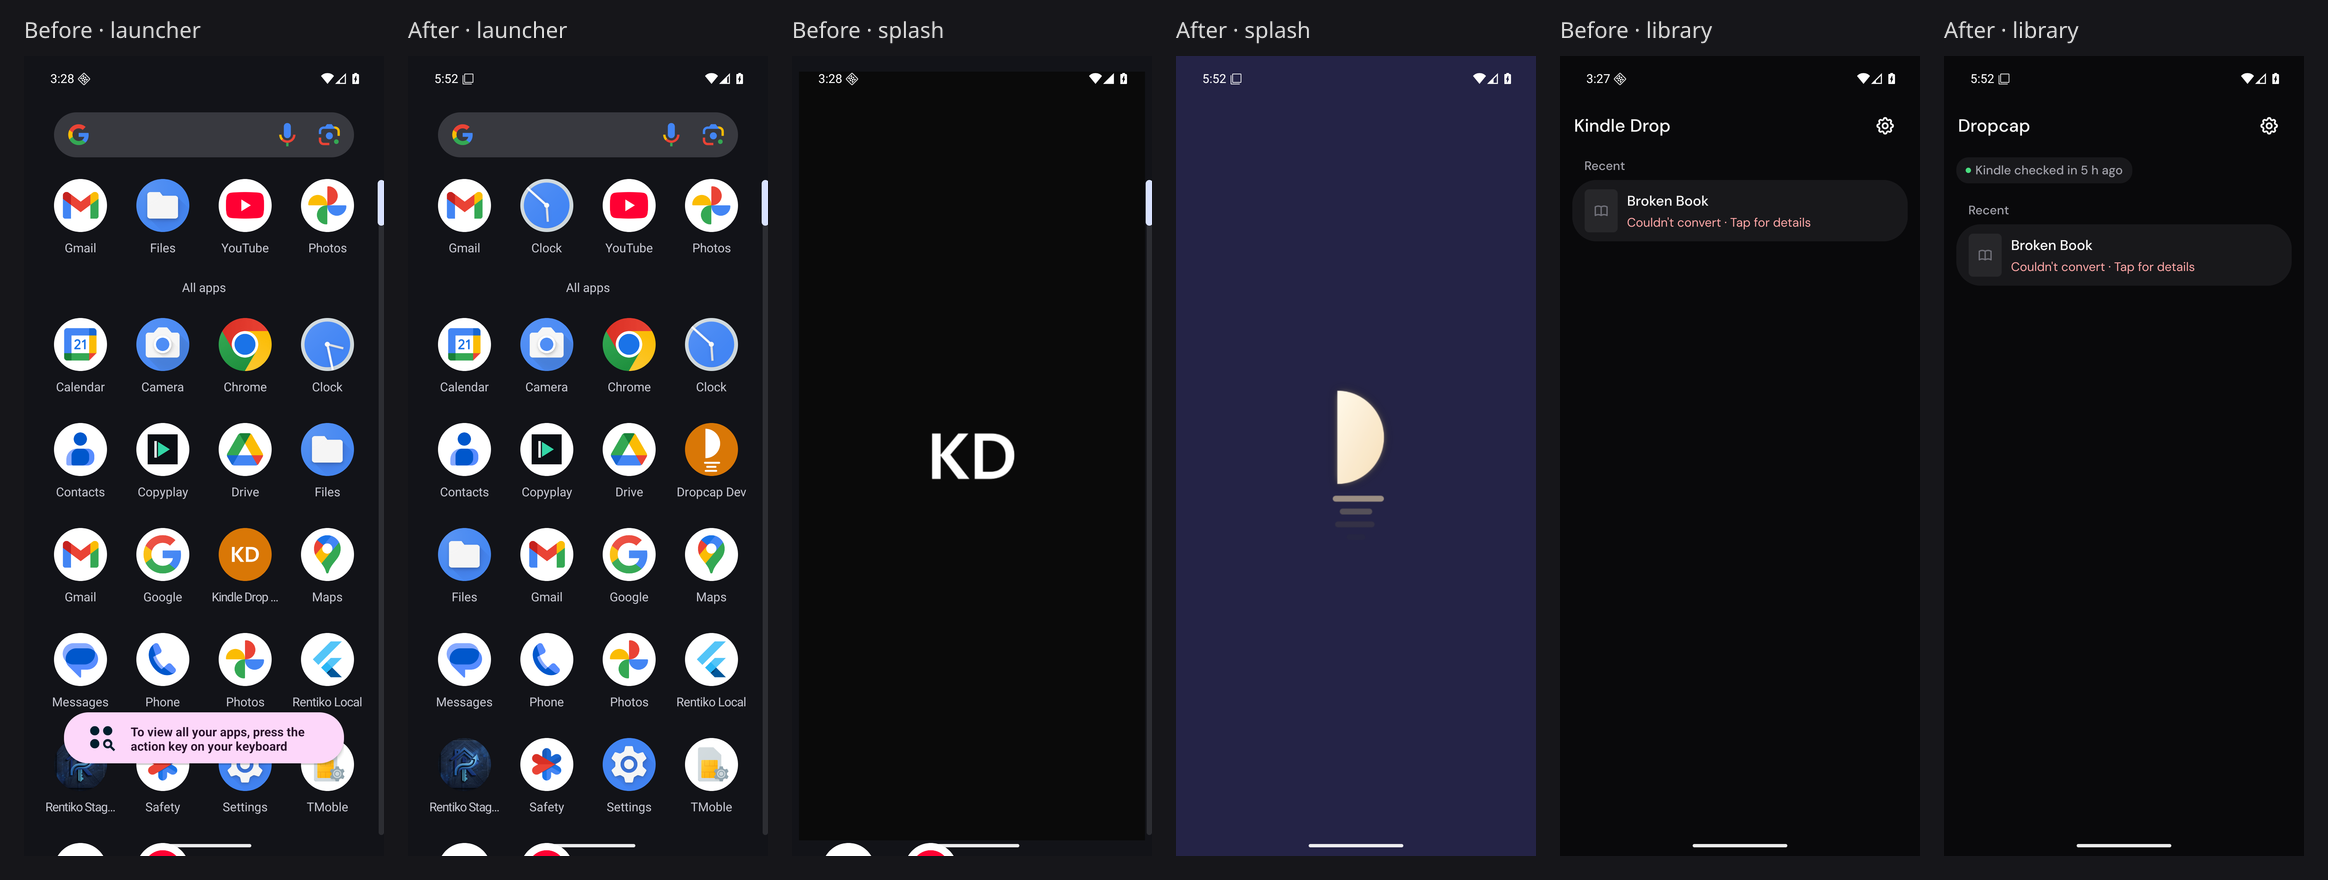 Before · launcher
3:28
Gmail
Files
YouTube
Photos
All apps
21
Calendar
Camera
Chrome
Clock
Contacts
Copyplay
Drive
Files
KD
Gmail
Google
Kindle Drop ...
Maps
Messages
Phone
Photos
Rentiko Local
To view all your apps, press the
action key on your keyboard
Rentiko Stag...
Safety
Settings
TMoble
After · launcher
5:52
Gmail
Clock
YouTube
Photos
All apps
21
Calendar
Camera
Chrome
Clock
Contacts
Copyplay
Drive
Dropcap Dev
Files
Gmail
Google
Maps
Messages
Phone
Photos
Rentiko Local
Rentiko Stag...
Safety
Settings
TMoble
Before · splash
3:28
KD
After · splash
5:52
Before · library
3:27
Kindle Drop
Recent
Broken Book
Couldn't convert · Tap for details
After · library
5:52
Dropcap
Kindle checked in 5 h ago
Recent
Broken Book
Couldn't convert · Tap for details